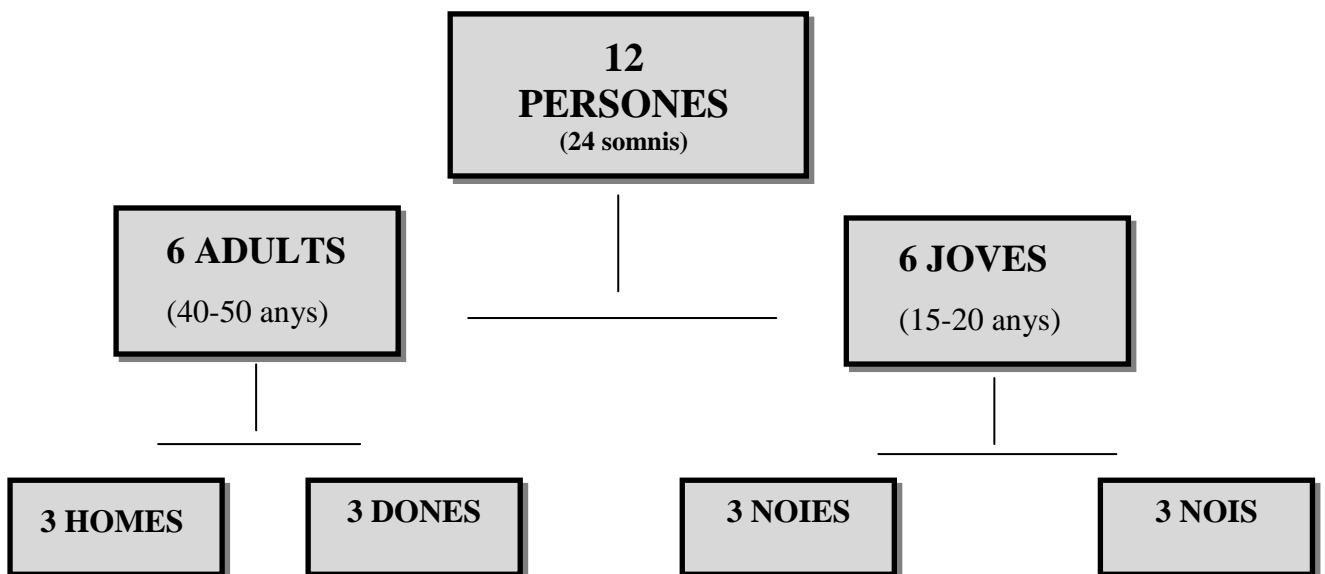 12
PERSONES
(24 somnis)
6 ADULTS
(40-50 anys)
6 JOVES
(15-20 anys)
3 HOMES
3 DONES
3 NOIES
3 NOIS